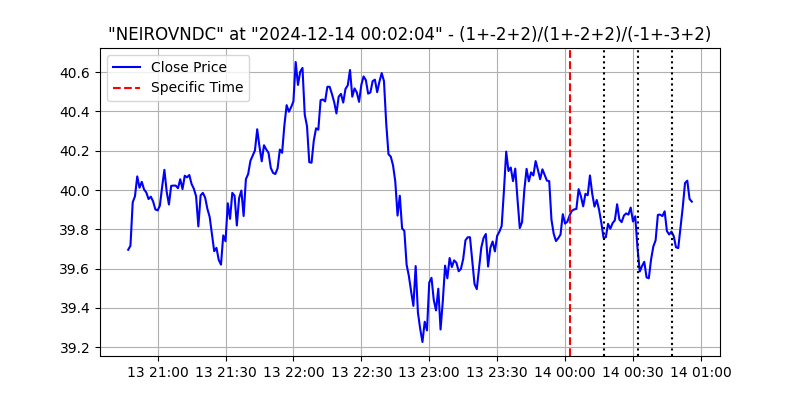 "NEIROVNDC" at "2024-12-14 00:02:04" - (1+-2+2)/(1+-2+2)/(-1+-3+2)
Close Price
Specific Time
40.6
40.4
40.2
40.0
39.8
39.6
39.4
39.2
13 21:00 13 21:30 13 22:00 13 22:30 13 23:00 13 23:30 14 00:00 14 00:30 14 01:00